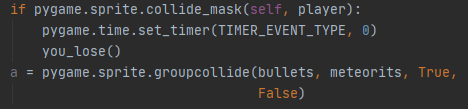 if pygame.sprite.collide_mask(self, player):
    pygame.time.set_timer(TIMER_EVENT_TYPE, 0)
    you_lose()
a = pygame.sprite.groupcollide(bullets, meteorits, True,
                               False)